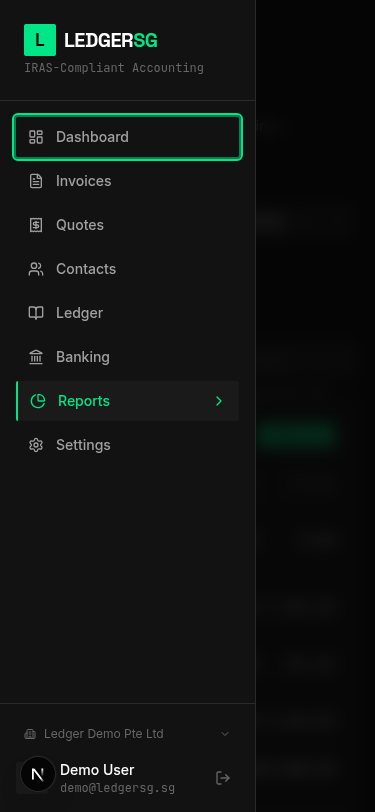 L LEDGERSG
IRAS-Compliant Accounting
Dashboard
Invoices
Quotes
Contacts
Ledger
Banking
Reports
Settings
Ledger Demo Pte Ltd
N Demo User
demo@ledgersg.sg